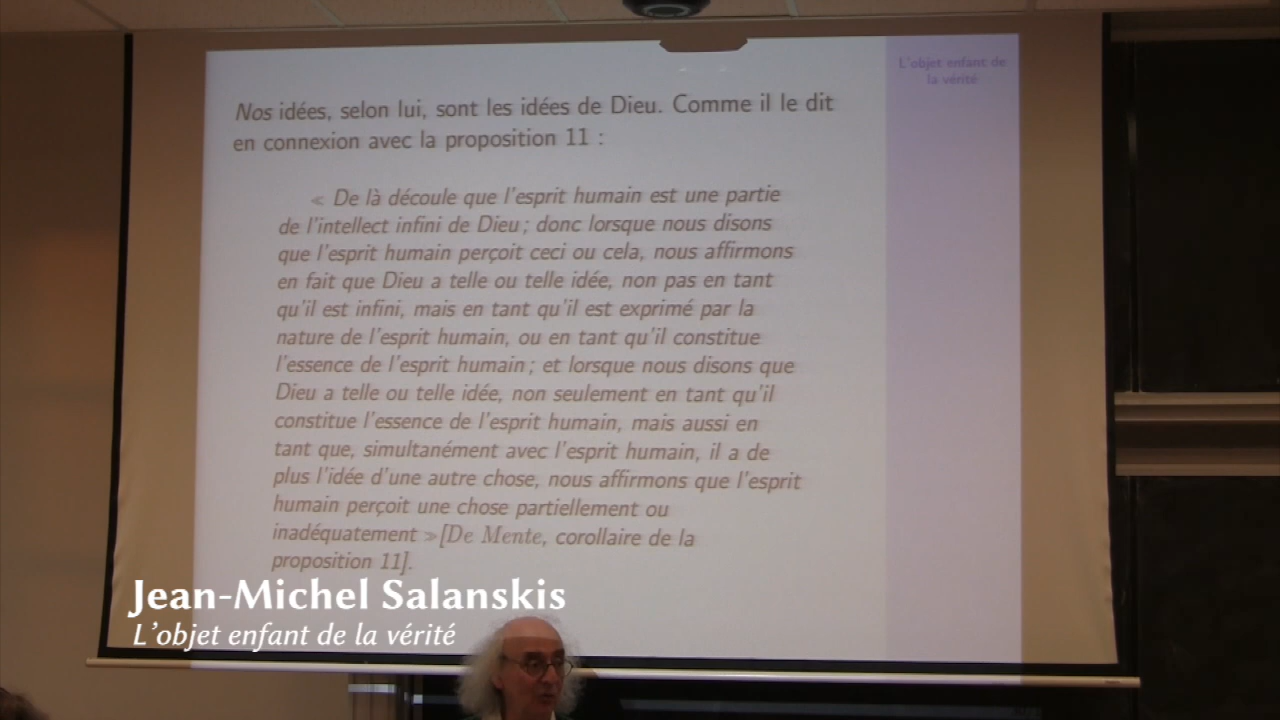 L'objet enfant de
la vérité
Nos idées, selon lui, sont les idées de Dieu. Comme il le dit
en connexion avec la proposition 11 :
« De là découle que l'esprit humain est une partie
de l'intellect infini de Dieu ; donc lorsque nous disons
que l'esprit humain perçoit ceci ou cela, nous affirmons
en fait que Dieu a telle ou telle idée, non pas en tant
qu'il est infini, mais en tant qu'il est exprimé par la
nature de l'esprit humain, ou en tant qu'il constitue
l'essence de l'esprit humain ; et lorsque nous disons que
Dieu a telle ou telle idée, non seulement en tant qu'il
constitue l'essence de l'esprit humain, mais aussi en
tant que, simultanément avec l'esprit humain, il a de
plus l'idée d'une autre chose, nous affirmons que l'esprit
humain perçoit une chose partiellement ou
inadéquatement »[De Mente, corollaire de la
proposition 11].
Jean-Michel Salanskis
L'objet enfant de la vérité